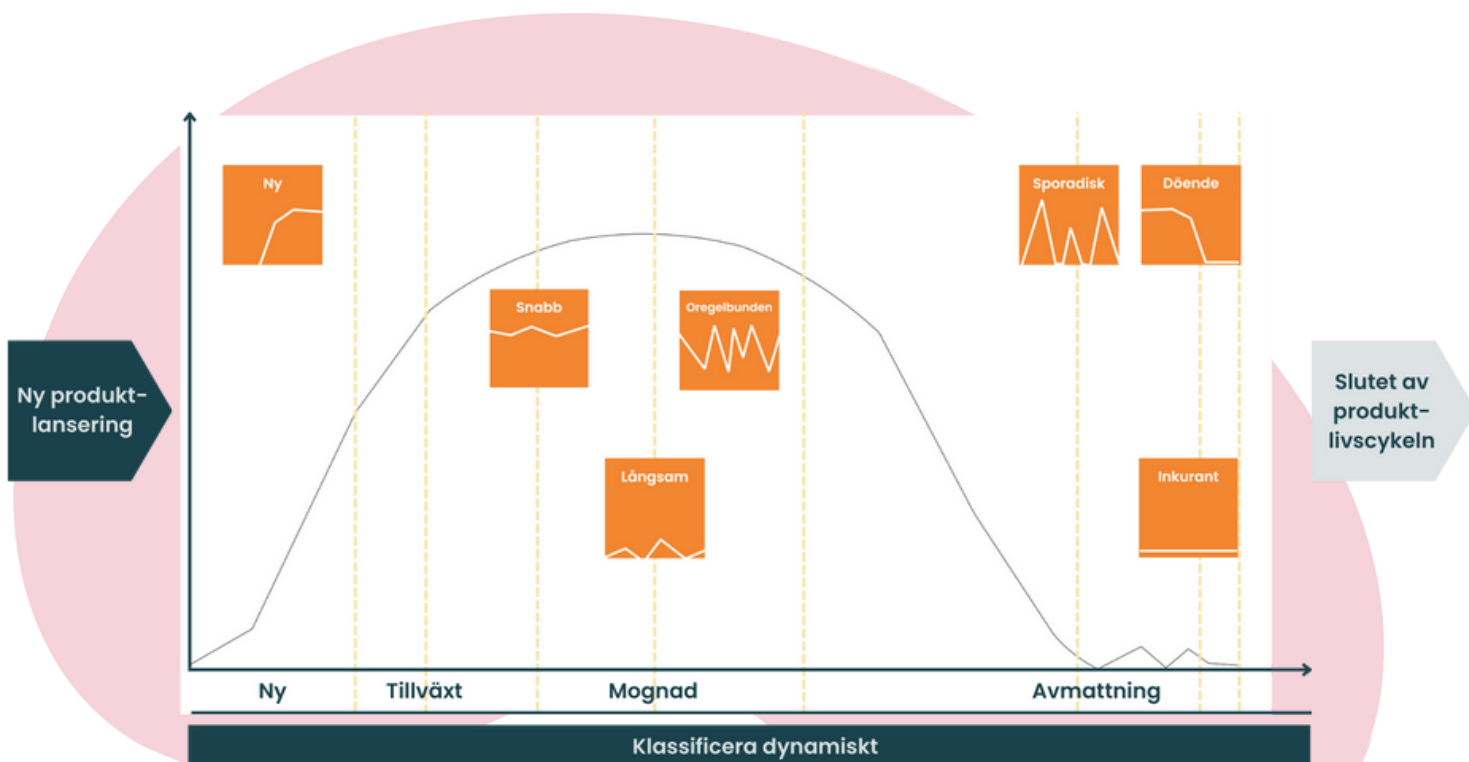 Ny
Sporadisk
Döende
Snabb
Oregelbunden
Ny produkt-
lansering
Slutet av
produkt-
livscykeln
Långsam
Inkurant
Ny
Tillväxt
Mognad
Avmattning
Klassificera dynamiskt